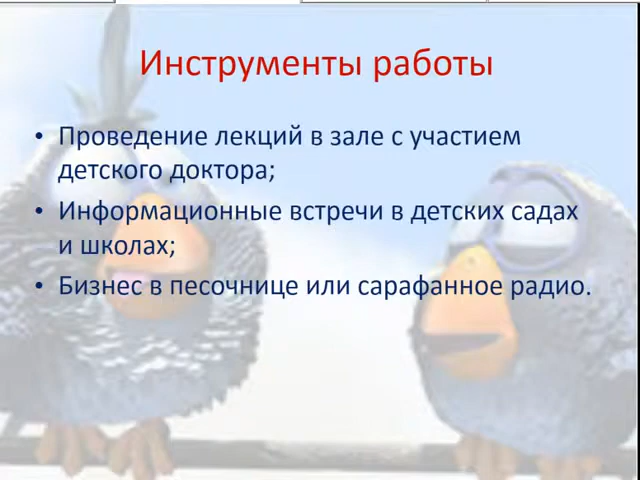 Инструменты работы
• Проведение лекций в зале с участием
детского доктора;
• Информационные встречи в детских садах
и школах;
• Бизнес в песочнице или сарафанное радио.